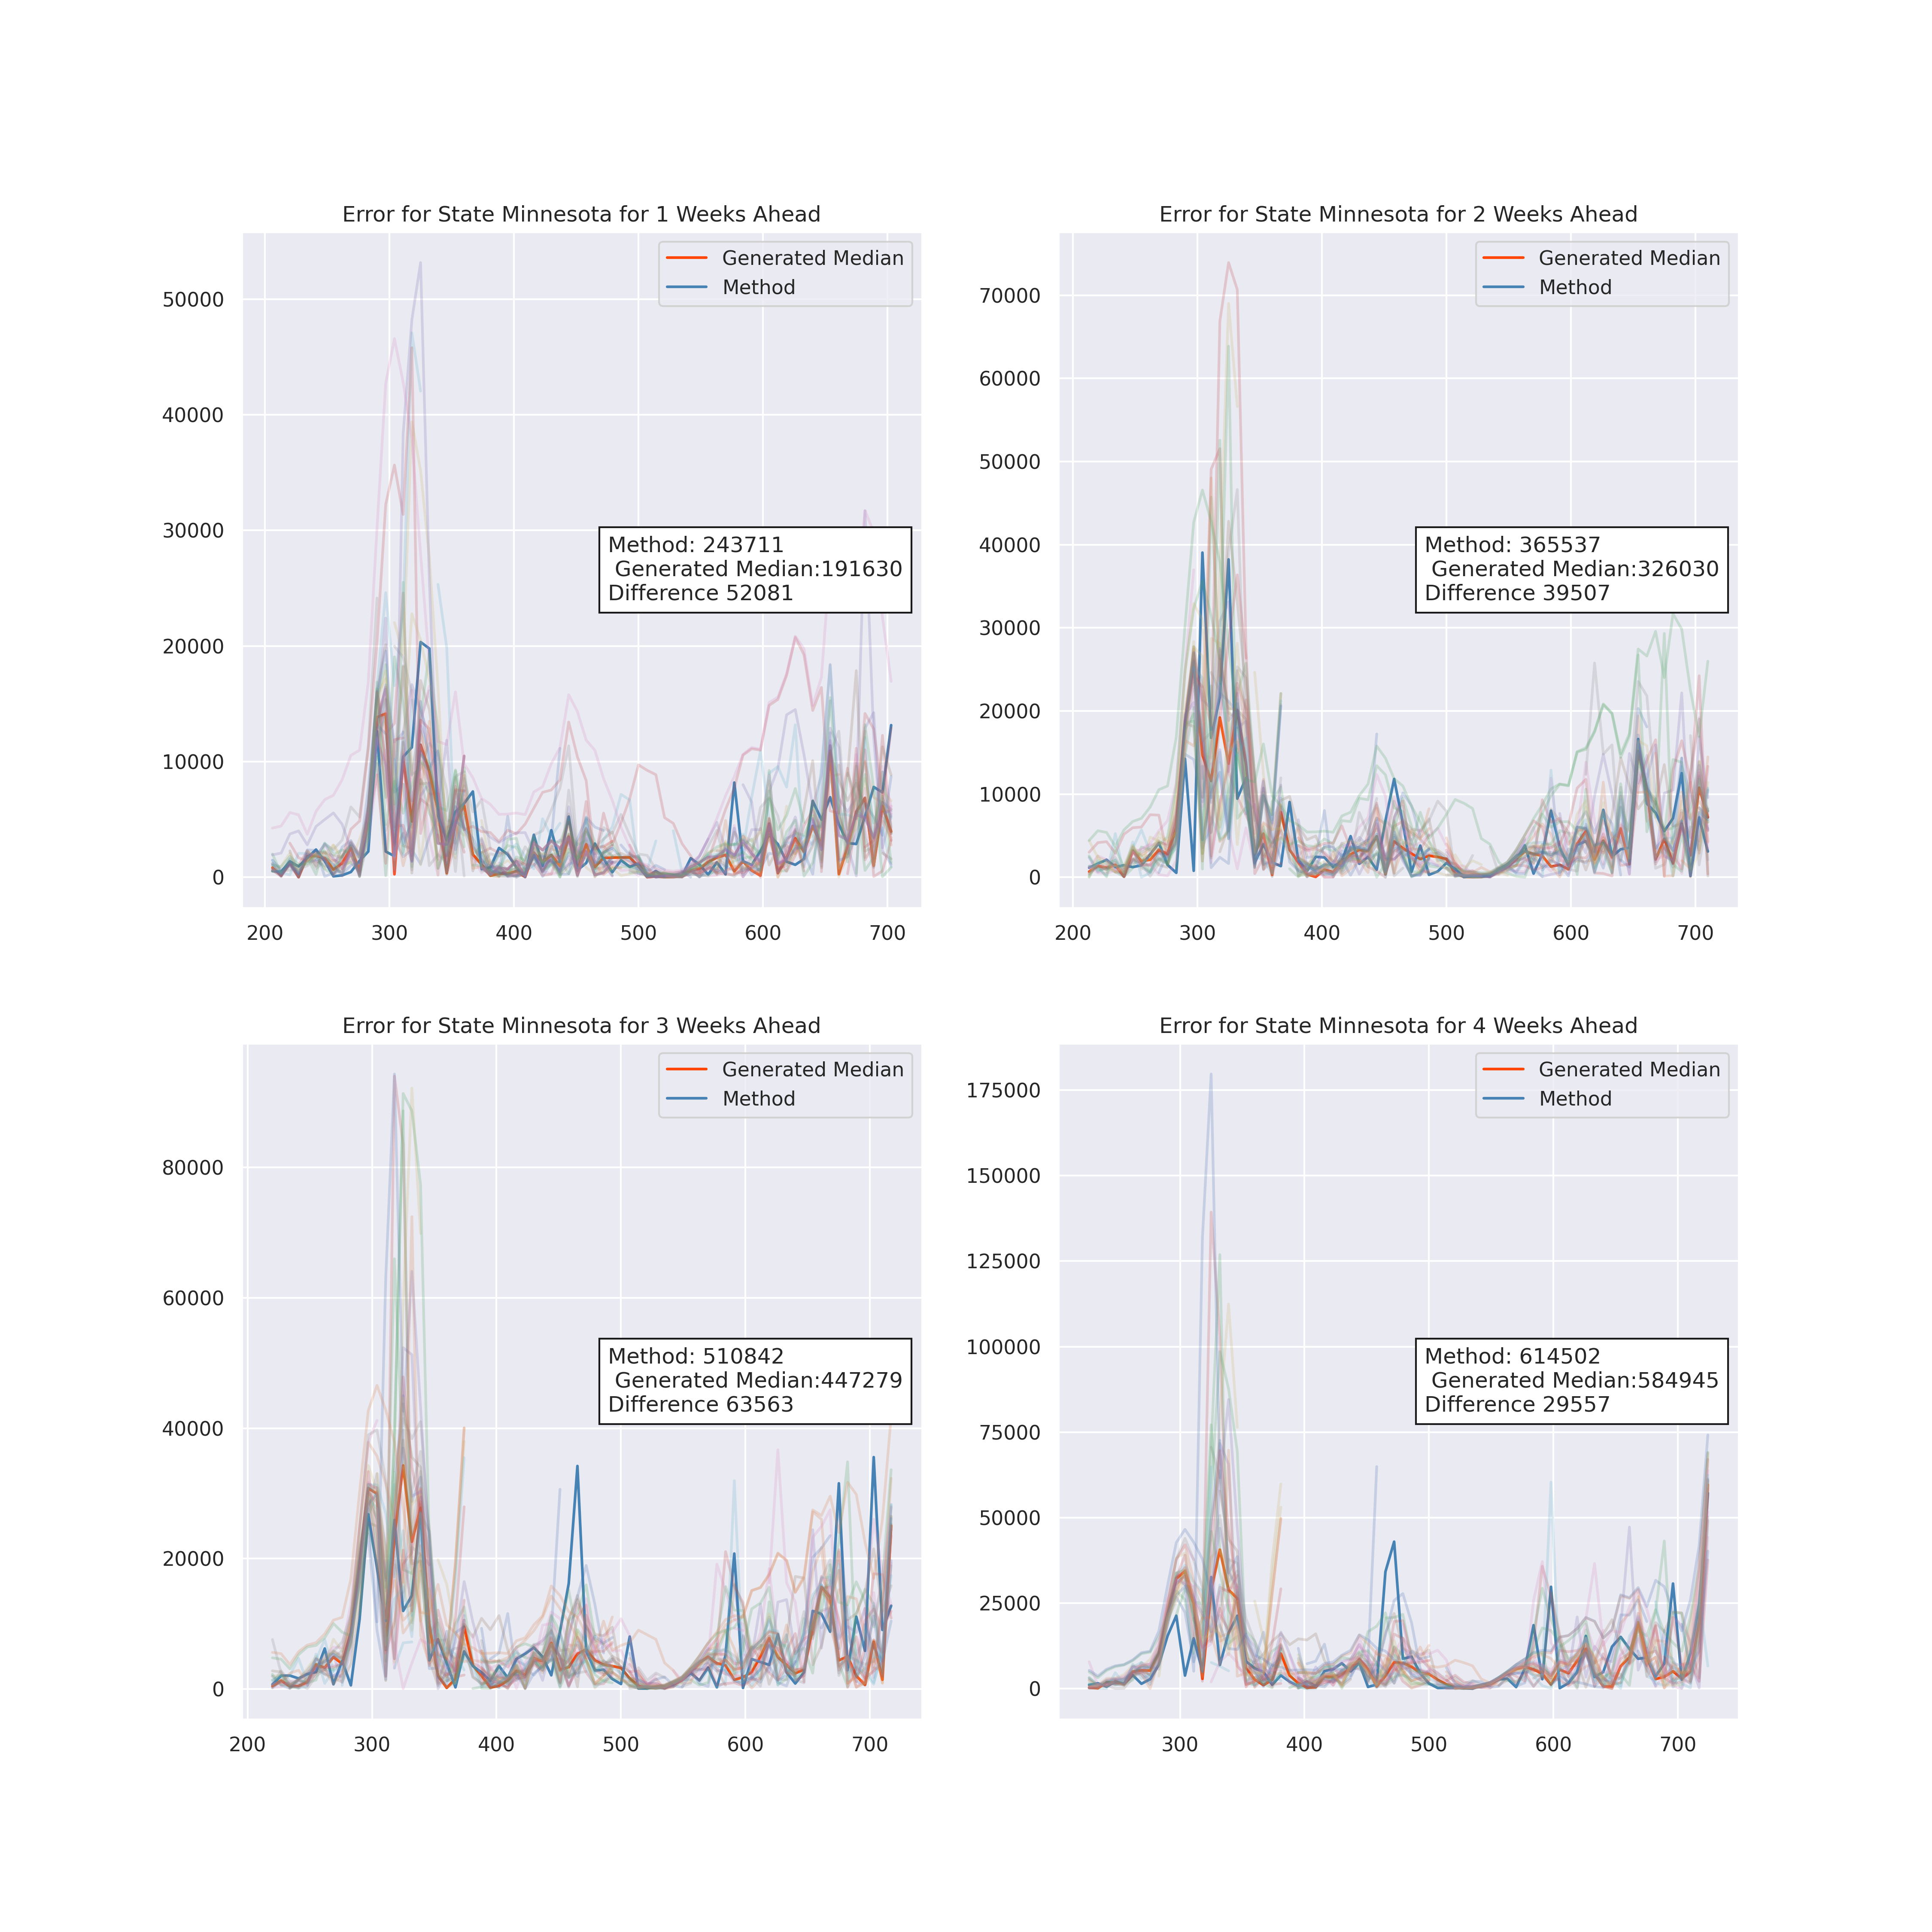 Error for State Minnesota for 1 Weeks Ahead
Generated Median
Method
50000
40000
30000
20000
10000
0
Method: 243711
Generated Median:191630
Difference 52081
200 300 400 500 600 700
Error for State Minnesota for 2 Weeks Ahead
Generated Median
Method
70000
60000
50000
40000
30000
20000
10000
0
Method: 365537
Generated Median:326030
Difference 39507
200 300 400 500 600 700
Error for State Minnesota for 3 Weeks Ahead
Generated Median
Method
80000
60000
40000
20000
0
Method: 510842
Generated Median:447279
Difference 63563
200 300 400 500 600 700
Error for State Minnesota for 4 Weeks Ahead
Generated Median
Method
175000
150000
125000
100000
75000
50000
25000
0
Method: 614502
Generated Median:584945
Difference 29557
300 400 500 600 700